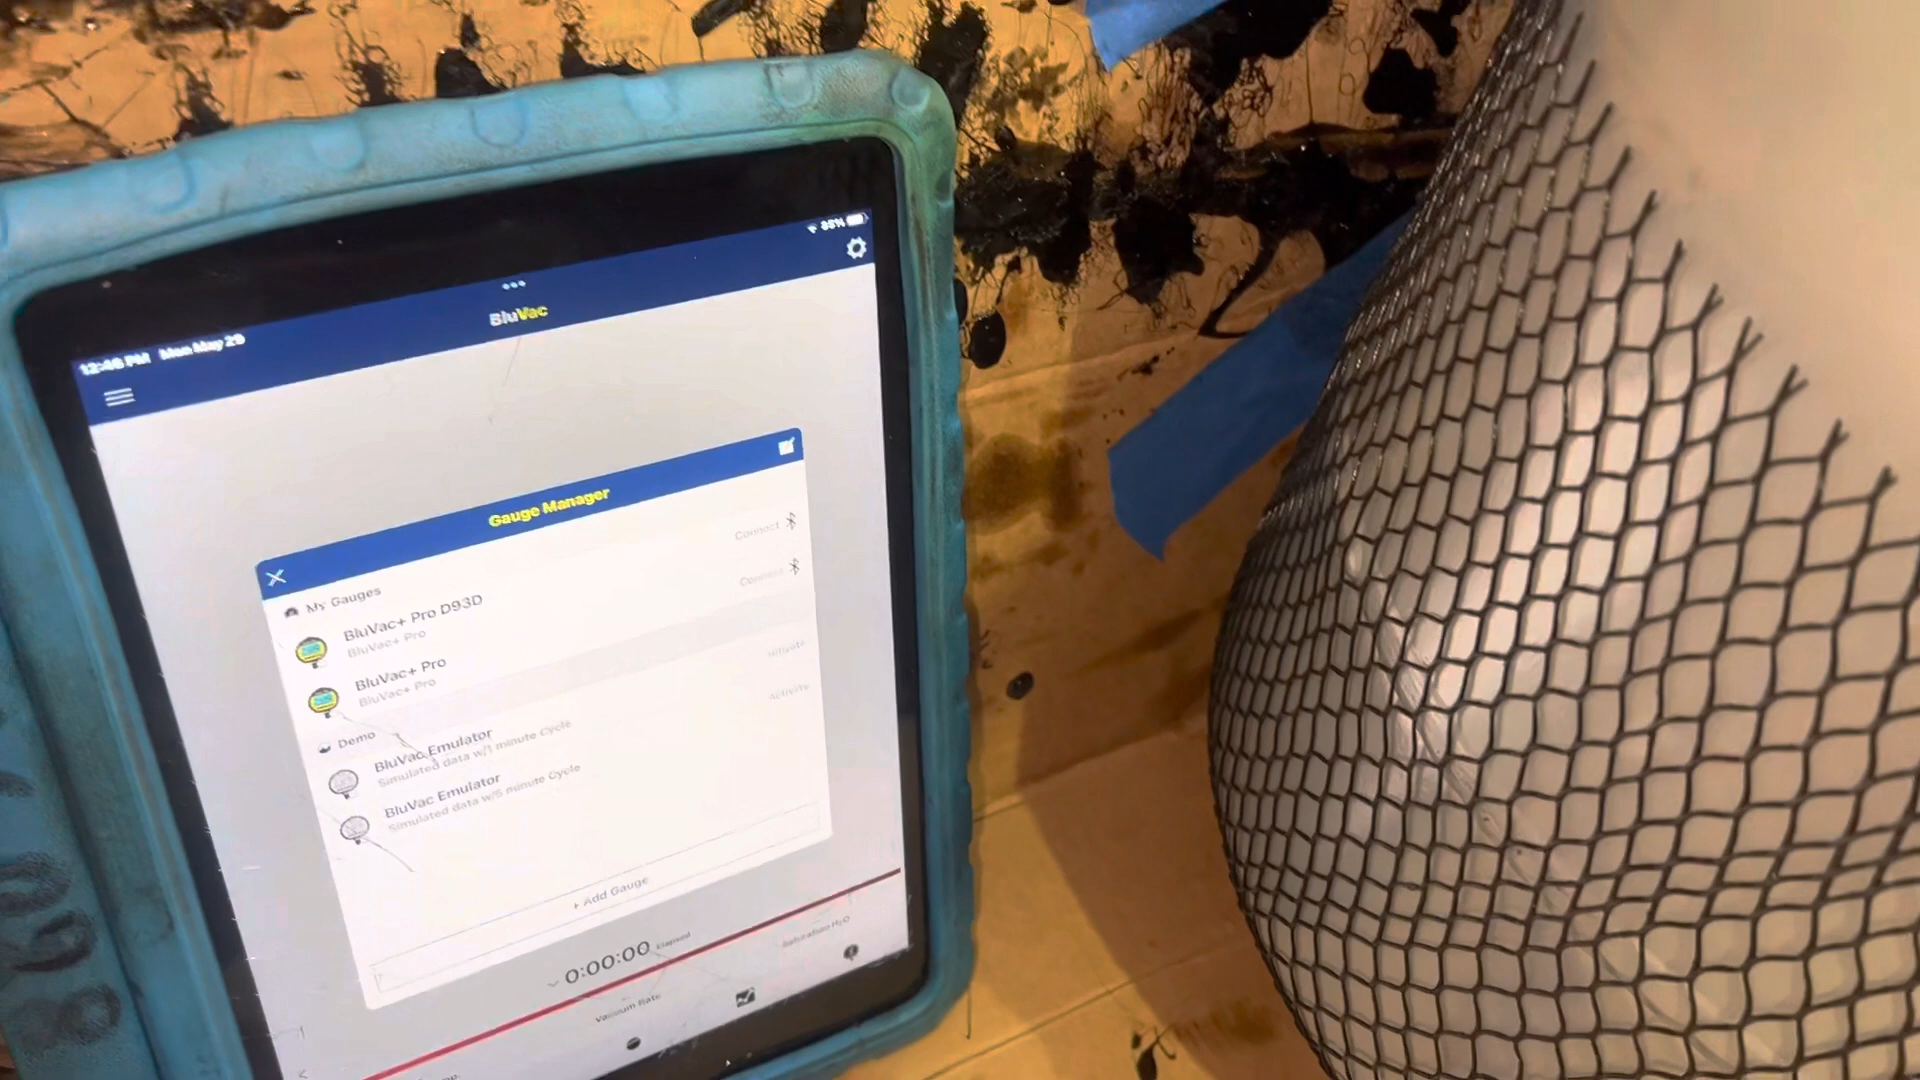 12:46 PM Mon May 29
85%
BluVac
Gauge Manager
My Gauges
Connect
BluVac+ Pro D93D
BluVac+ Pro
Connect
BluVac+ Pro
BluVac+ Pro
Demo
BluVac Emulator
Simulated data w/1 minute Cycle
Activity
BluVac Emulator
Simulated data w/5 minute Cycle
+ Add Gauge
0:00:00 Elapsed
Vacuum Rate
Saturation H₂O